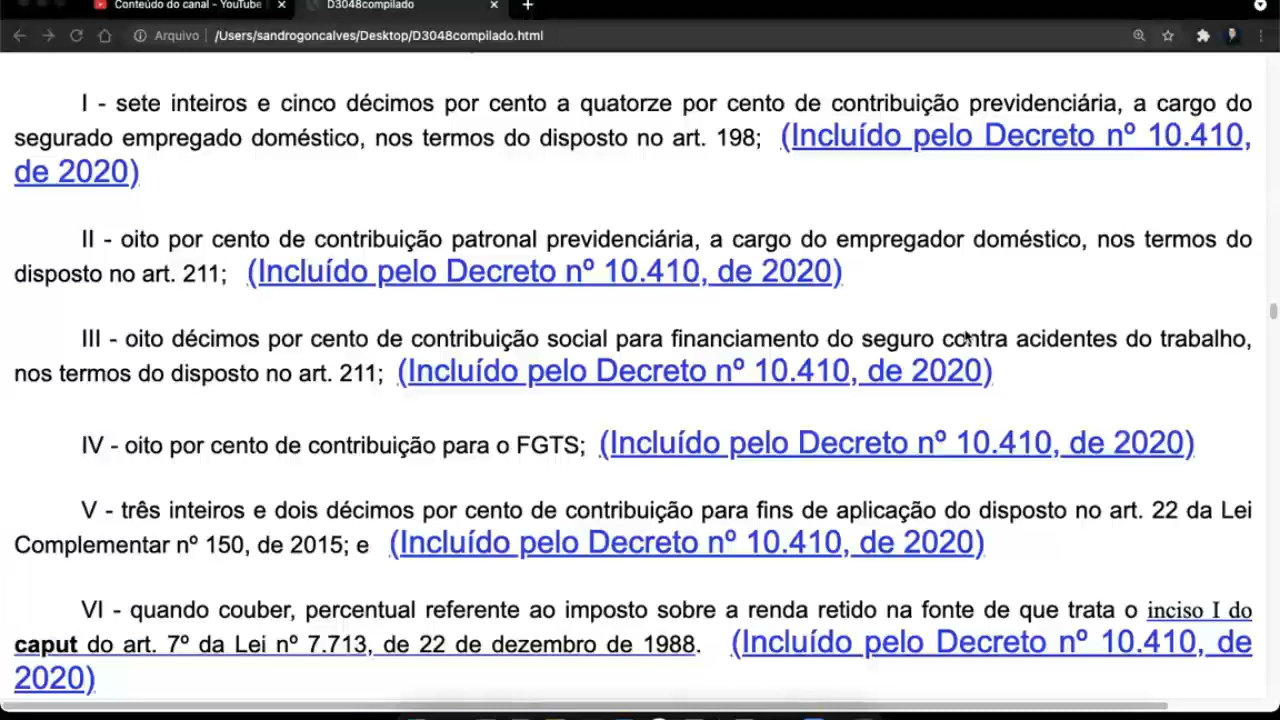 Conteúdo do canal - YouTube
D3048compilado
Arquivo /Users/sandrogoncalves/Desktop/D3048compilado.html
I - sete inteiros e cinco décimos por cento a quatorze por cento de contribuição previdenciária, a cargo do
segurado empregado doméstico, nos termos do disposto no art. 198; (Incluído pelo Decreto nº 10.410,
de 2020)
II - oito por cento de contribuição patronal previdenciária, a cargo do empregador doméstico, nos termos do
disposto no art. 211; (Incluído pelo Decreto nº 10.410, de 2020)
III - oito décimos por cento de contribuição social para financiamento do seguro contra acidentes do trabalho,
nos termos do disposto no art. 211; (Incluído pelo Decreto nº 10.410, de 2020)
IV - oito por cento de contribuição para o FGTS; (Incluído pelo Decreto nº 10.410, de 2020)
V - três inteiros e dois décimos por cento de contribuição para fins de aplicação do disposto no art. 22 da Lei
Complementar nº 150, de 2015; e (Incluído pelo Decreto nº 10.410, de 2020)
VI - quando couber, percentual referente ao imposto sobre a renda retido na fonte de que trata o inciso I do
caput do art. 7º da Lei nº 7.713, de 22 de dezembro de 1988. (Incluído pelo Decreto nº 10.410, de
2020)